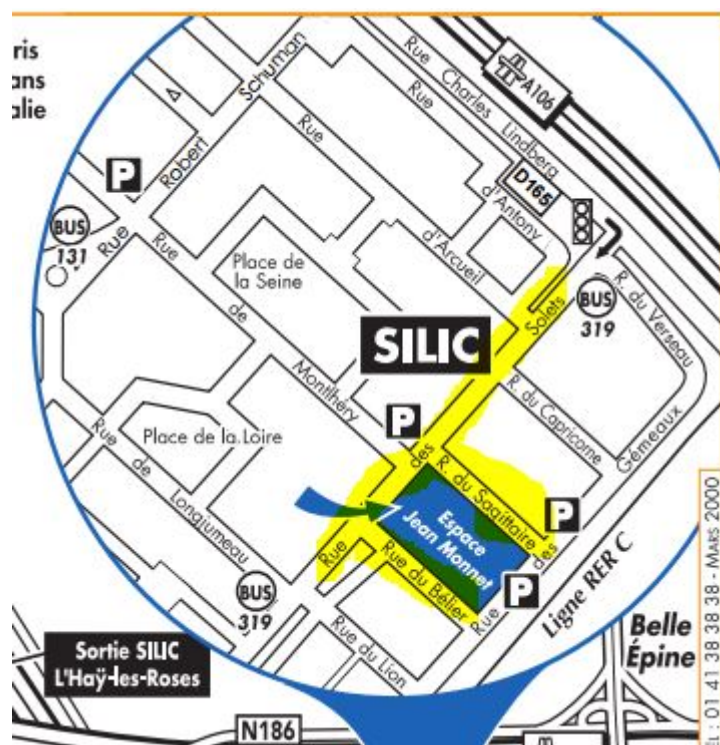 ris
ans
alie
Rue Robert Schuman
Rue Charles Lindberg
A106
Rue d'Antony
D165
Rue d'Arcueil
P
BUS
131
Place de
la Seine
Rue de Montlhéry
Solets
BUS
319
R. du Verseau
SILIC
R. du Capricorne
Gémeaux
P
Place de la Loire
des
R. du Sagittaire
P
Rue de Longjumeau
Espace
Jean Monnet
Rue
Rue du Bélier
des
P
Rue
Ligne RER C
BUS
319
Rue du Lion
Belle
Épine
Sortie SILIC
L'Haÿ-les-Roses
N186
: 01 41 38 38 38 - MARS 2000